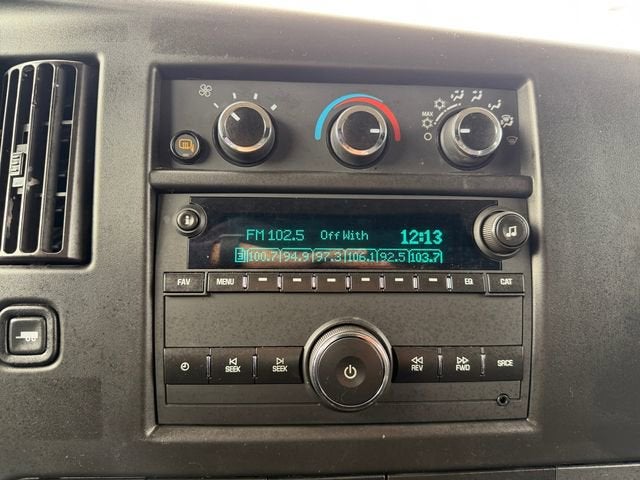 MAX
FM 102.5 Off With 12:13
3 100.7 94.9 97.3 106.1 92.5 103.7
FAV MENU EQ CAT
SEEK SEEK REV FWD SRCE